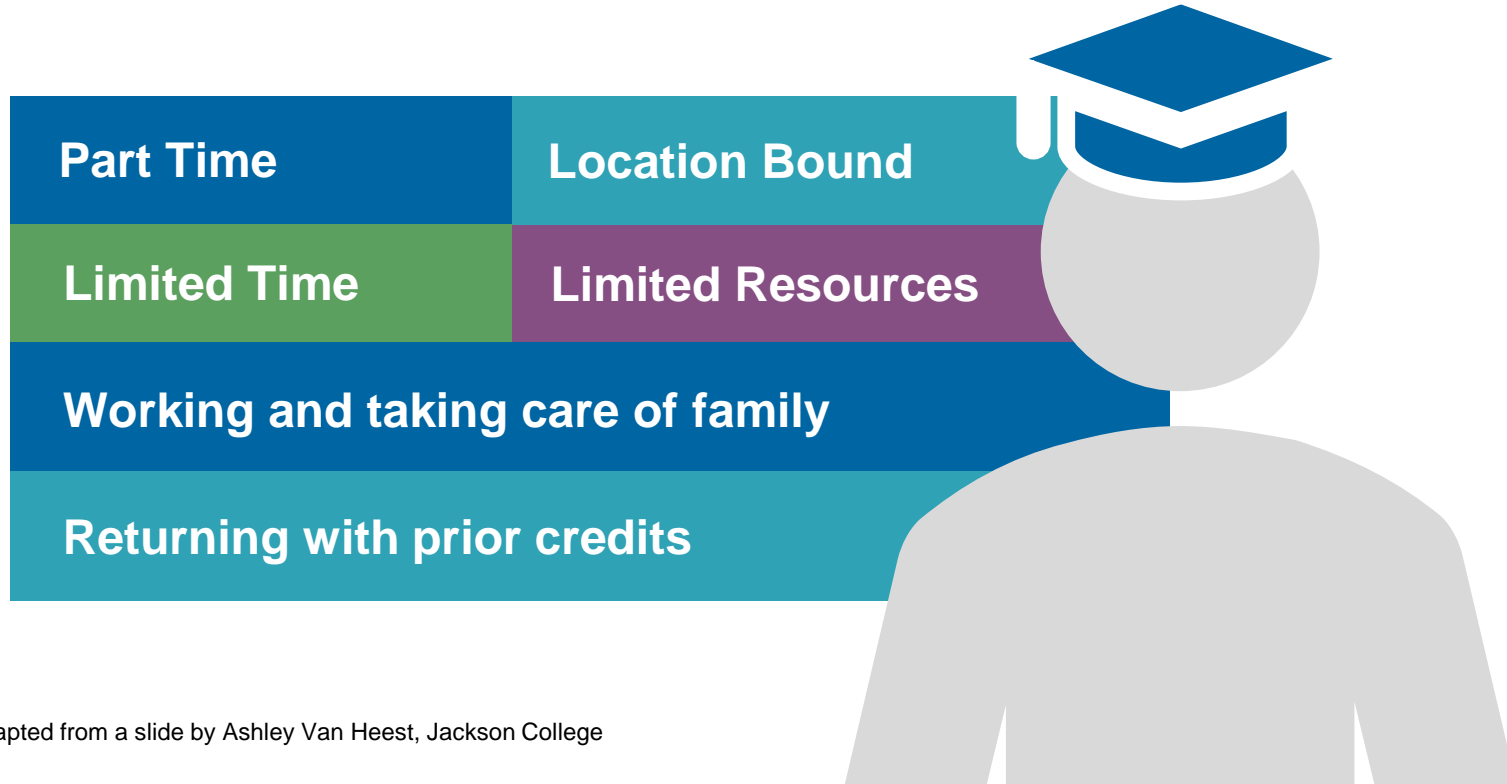 Part Time
Location Bound
Limited Time
Limited Resources
Working and taking care of family
Returning with prior credits
apted from a slide by Ashley Van Heest, Jackson College